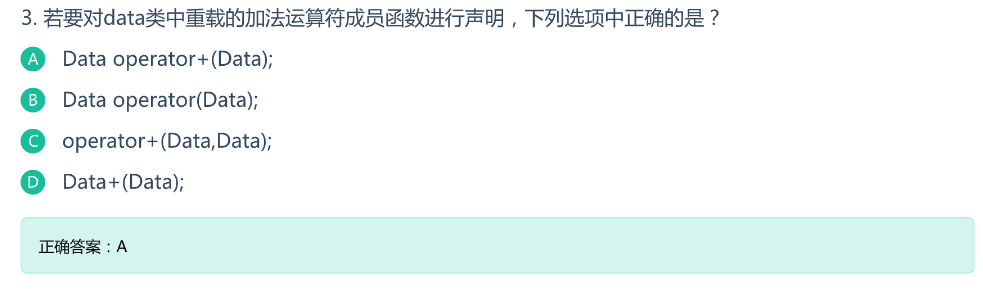 3. 若要对data类中重载的加法运算符成员函数进行声明，下列选项中正确的是？
A Data operator+(Data);
B Data operator(Data);
C operator+(Data,Data);
D Data+(Data);
正确答案：A